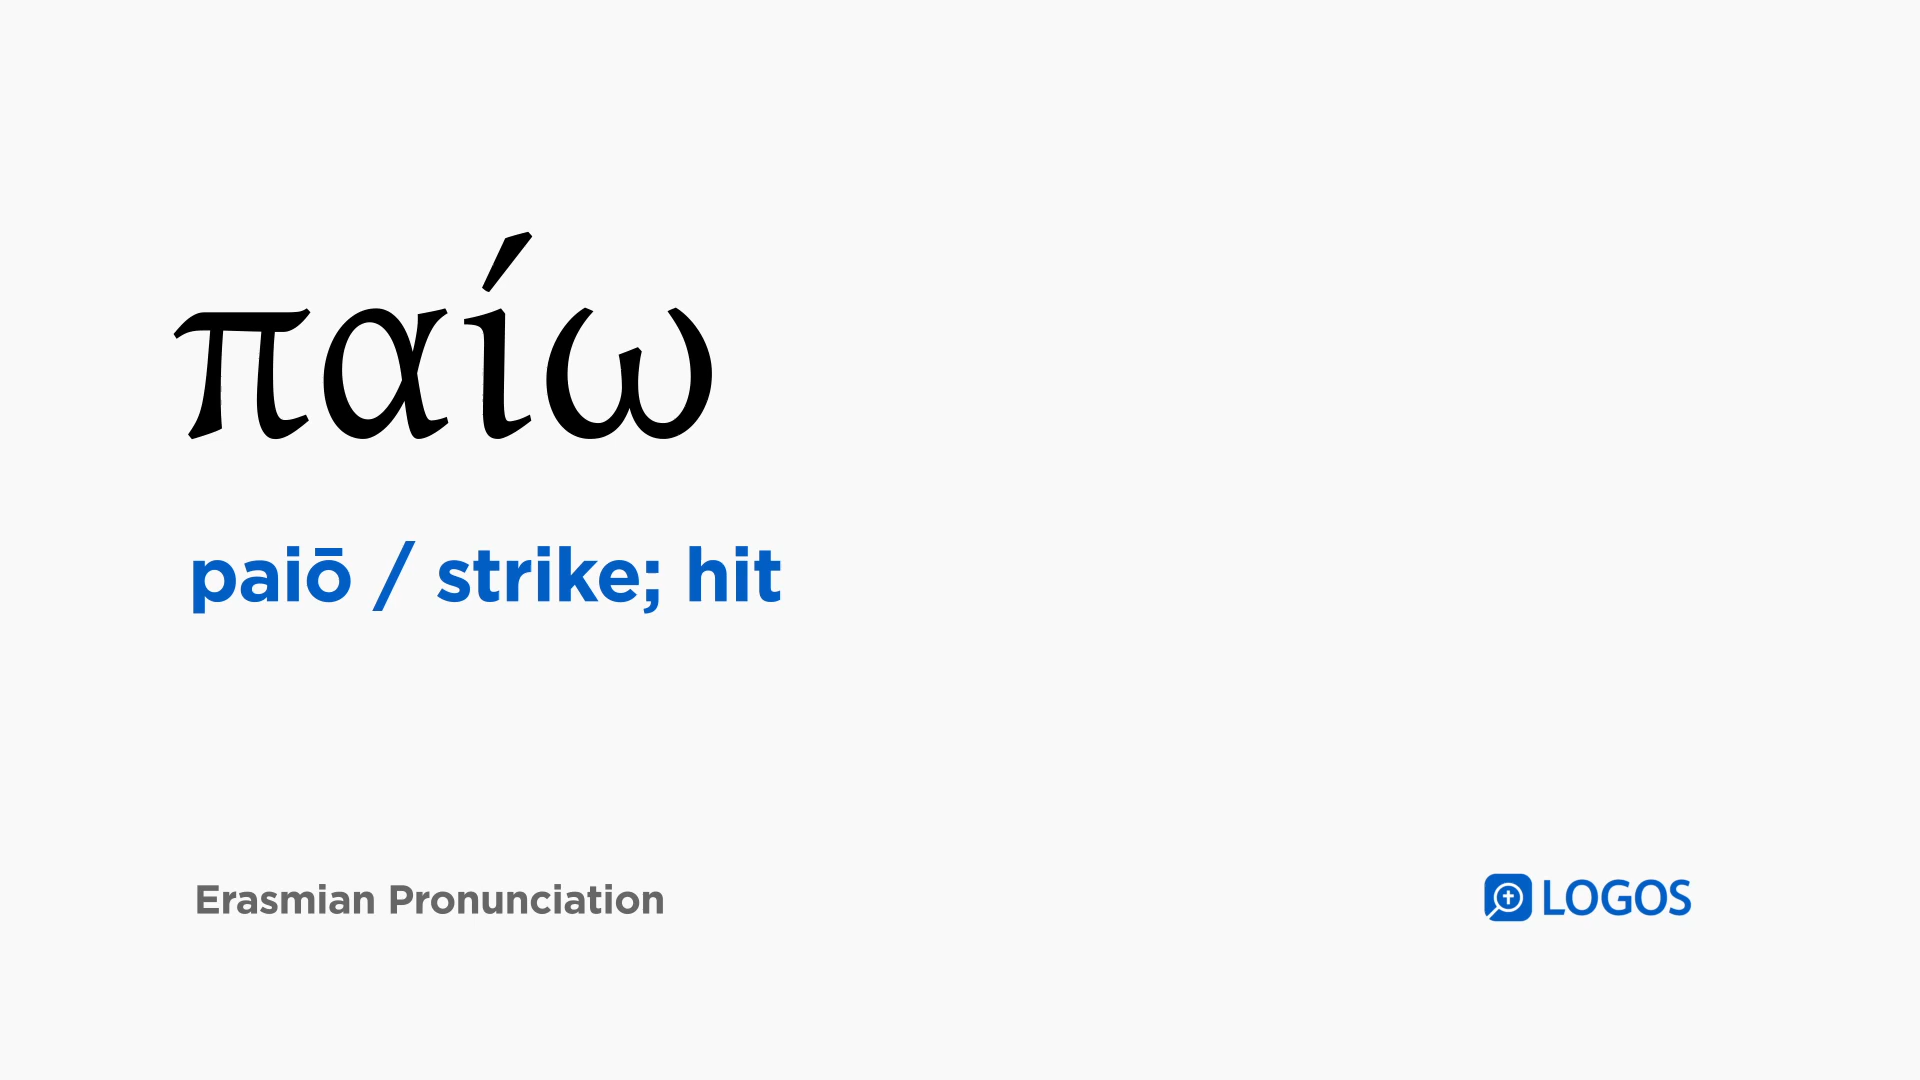 παίω
paiō / strike; hit
Erasmian Pronunciation
LOGOS